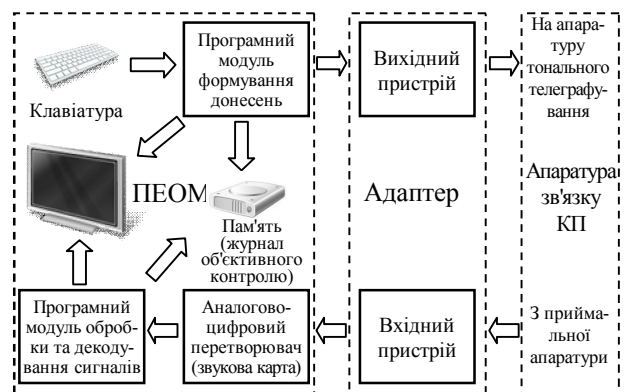 Програмний
модуль
формування
донесень
Вихідний
пристрій
На апара-
туру
тонального
телеграфу-
вання
Клавіатура
ПЕОМ
Адаптер
Апаратура
зв'язку
КП
Пам'ять
(журнал
об'єктивного
контролю)
Програмний
модуль оброб-
ки та декоду-
вання сигналів
Аналогово-
цифровий
перетворювач
(звукова карта)
Вхідний
пристрій
З прийма-
льної
апаратури